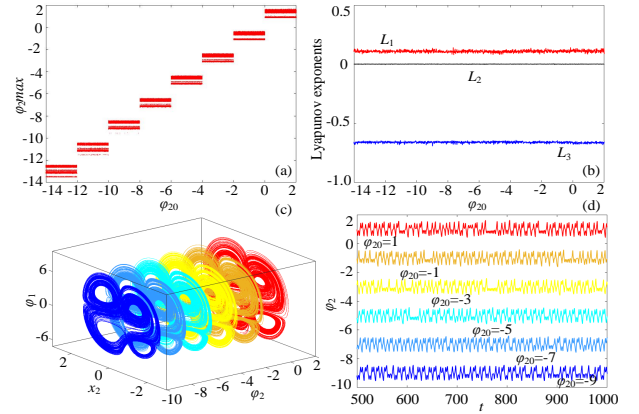 2
0
-2
-4
-6
-8
-10
-12
-14
φ₂max
-14 -12 -10 -8 -6 -4 -2 0 2
φ₂₀
(a)
0.5
0
-0.5
-1.0
Lyapunov exponents
L₁
L₂
L₃
-14 -12 -10 -8 -6 -4 -2 0 2
φ₂₀
(b)
(c)
6
0
-6
φ₁
2
0
-2
x₂
-10 -8 -6 -4 -2 0 2
φ₂
(d)
2
0
-2
-4
-6
-8
-10
φ₂
φ₂₀=1
φ₂₀=-1
φ₂₀=-3
φ₂₀=-5
φ₂₀=-7
φ₂₀=-9
500 600 700 800 900 1000
t